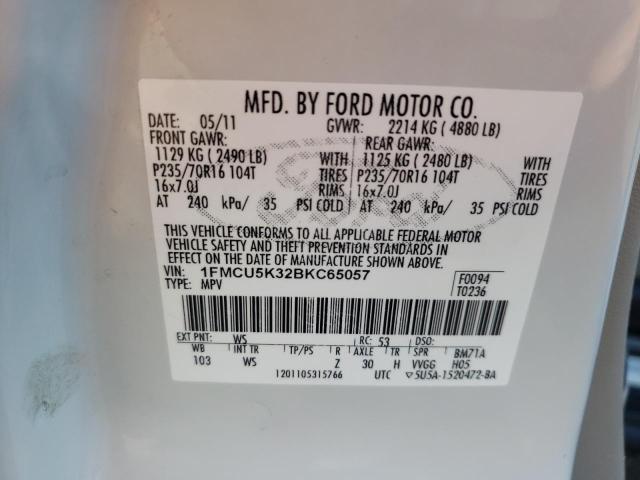 MFD. BY FORD MOTOR CO.
DATE: 05/11 GVWR: 2214 KG ( 4880 LB)
FRONT GAWR: REAR GAWR:
1129 KG ( 2490 LB) WITH 1125 KG ( 2480 LB) WITH
P235/70R16 104T TIRES P235/70R16 104T TIRES
16x7.0J RIMS 16x7.0J RIMS
AT 240 kPa/ 35 PSI COLD AT 240 kPa/ 35 PSI COLD
THIS VEHICLE CONFORMS TO ALL APPLICABLE FEDERAL MOTOR
VEHICLE SAFETY AND THEFT PREVENTION STANDARDS IN
EFFECT ON THE DATE OF MANUFACTURE SHOWN ABOVE.
VIN: 1FMCU5K32BKC65057 F0094
TYPE: MPV T0236
EXT PNT: WS RC: 53 DSO:
WB INT TR TP/PS R AXLE TR SPR BM71A
103 WS Z 30 H VVGG H05
1201105315766 UTC ▽5U5A-1520472-BA